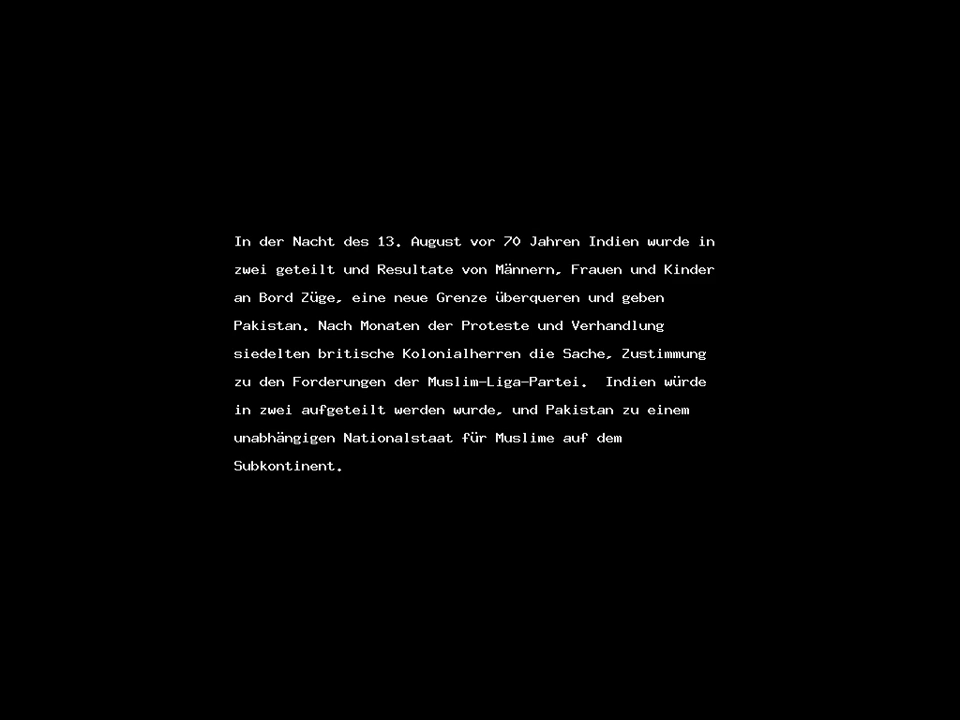 In der Nacht des 13. August vor 70 Jahren Indien wurde in
zwei geteilt und Resultate von Männern, Frauen und Kinder
an Bord Züge, eine neue Grenze überqueren und geben
Pakistan. Nach Monaten der Proteste und Verhandlung
siedelten britische Kolonialherren die Sache, Zustimmung
zu den Forderungen der Muslim-Liga-Partei.  Indien würde
in zwei aufgeteilt werden wurde, und Pakistan zu einem
unabhängigen Nationalstaat für Muslime auf dem
Subkontinent.